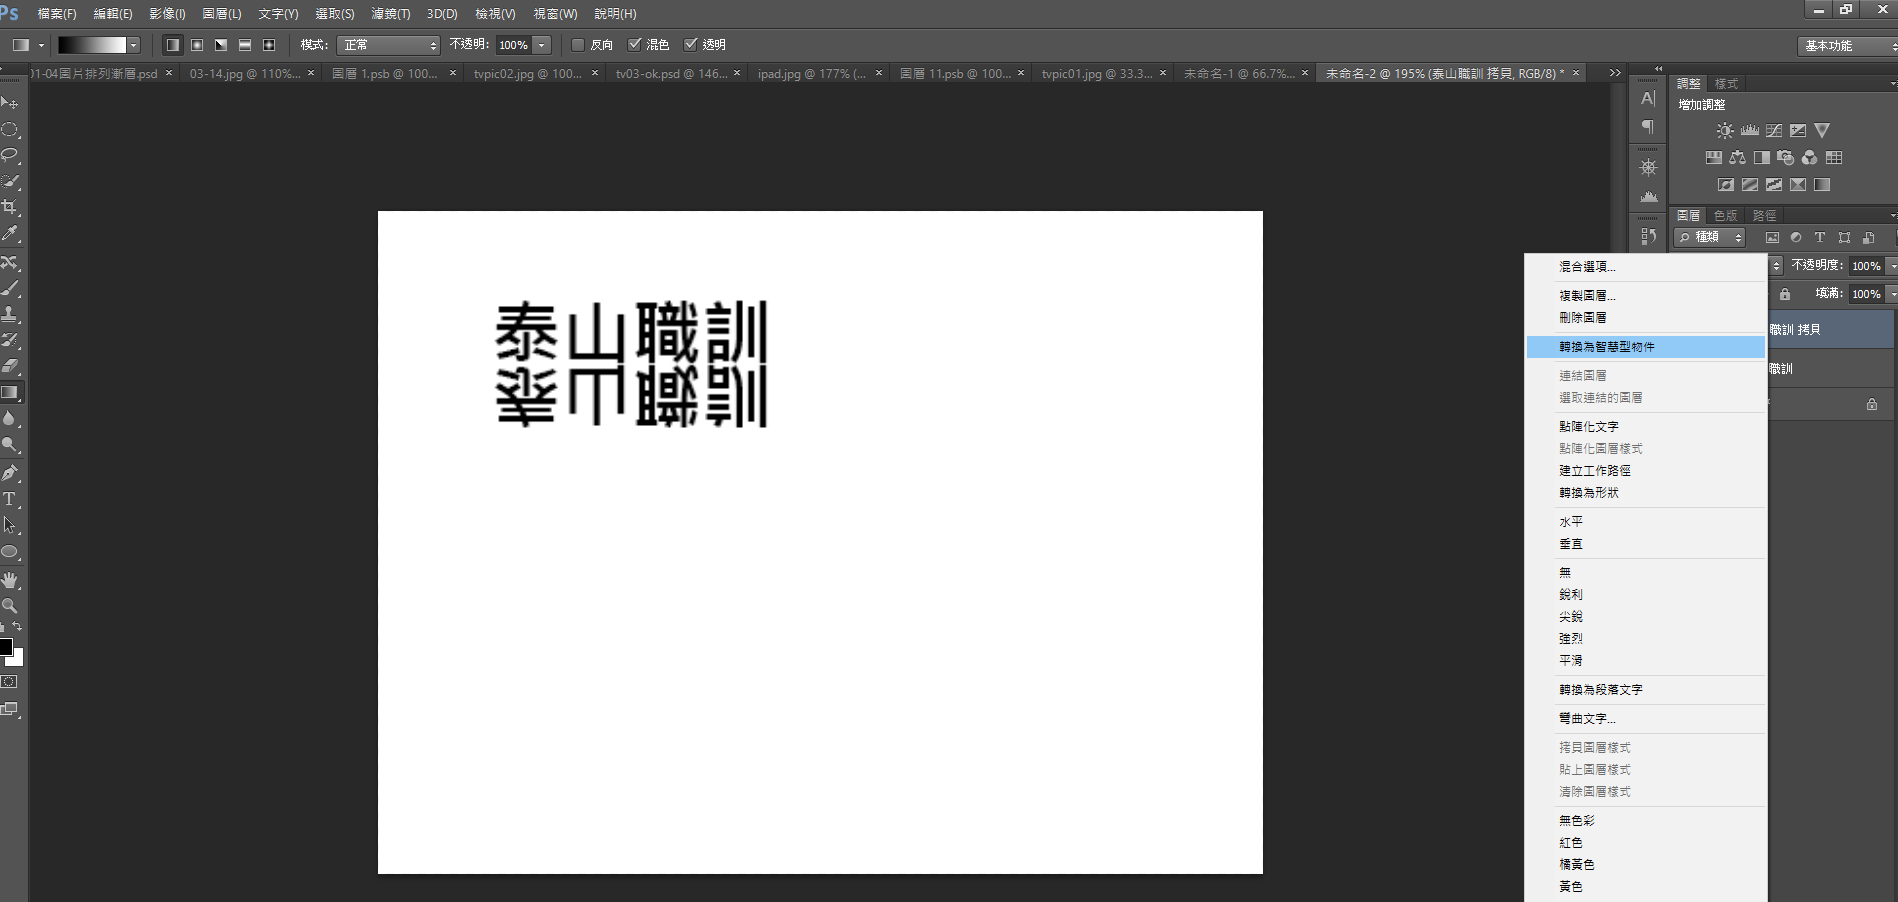 Ps 檔案(F) 編輯(E) 影像(I) 圖層(L) 文字(Y) 選取(S) 濾鏡(T) 3D(D) 檢視(V) 視窗(W) 說明(H)
模式: 正常 不透明: 100% 反向 混色 透明 基本功能
01-04圖片排列漸層.psd × 03-14.jpg @ 110%... × 圖層 1.psb @ 100... × tvpic02.jpg @ 100... × tv03-ok.psd @ 146... × ipad.jpg @ 177% (... × 圖層 11.psb @ 100... × tvpic01.jpg @ 33.3... × 未命名-1 @ 66.7%... × 未命名-2 @ 195% (泰山職訓 拷貝, RGB/8) * ×
調整 樣式
增加調整
圖層 色版 路徑
種類
不透明度: 100%
填滿: 100%
職訓 拷貝
職訓
泰山職訓
泰山職訓
混合選項...
複製圖層...
刪除圖層
轉換為智慧型物件
連結圖層
選取連結的圖層
點陣化文字
點陣化圖層樣式
建立工作路徑
轉換為形狀
水平
垂直
無
銳利
尖銳
強烈
平滑
轉換為段落文字
彎曲文字...
拷貝圖層樣式
貼上圖層樣式
清除圖層樣式
無色彩
紅色
橘黃色
黃色